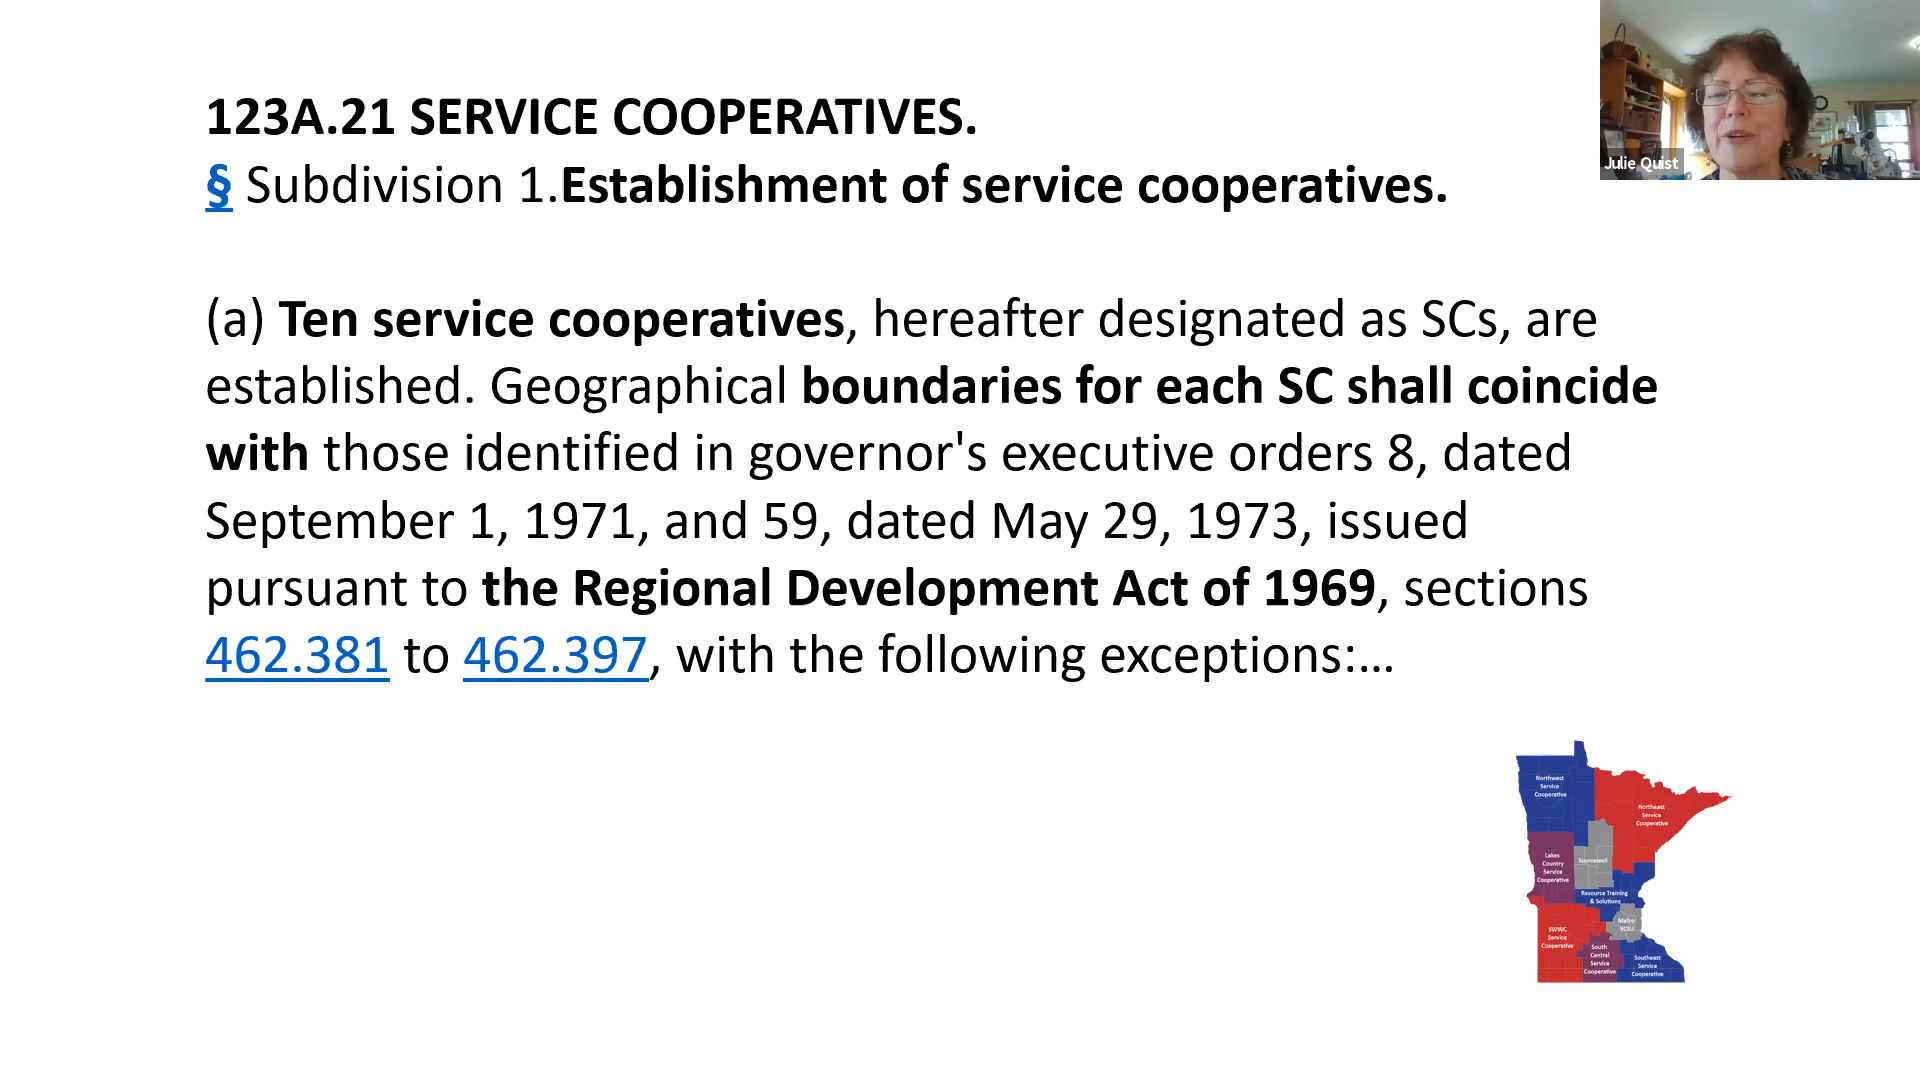 Julie Quist
123A.21 SERVICE COOPERATIVES.
§ Subdivision 1.Establishment of service cooperatives.
(a) Ten service cooperatives, hereafter designated as SCs, are
established. Geographical boundaries for each SC shall coincide
with those identified in governor's executive orders 8, dated
September 1, 1971, and 59, dated May 29, 1973, issued
pursuant to the Regional Development Act of 1969, sections
462.381 to 462.397, with the following exceptions:…
Northwest
Service
Cooperative
Northeast
Service
Cooperative
Lakes
Country
Service
Cooperative
Sourcewell
Resource Training
& Solutions
Metro
ECSU
SWWC
Service
Cooperative
South
Central
Service
Cooperative
Southeast
Service
Cooperative